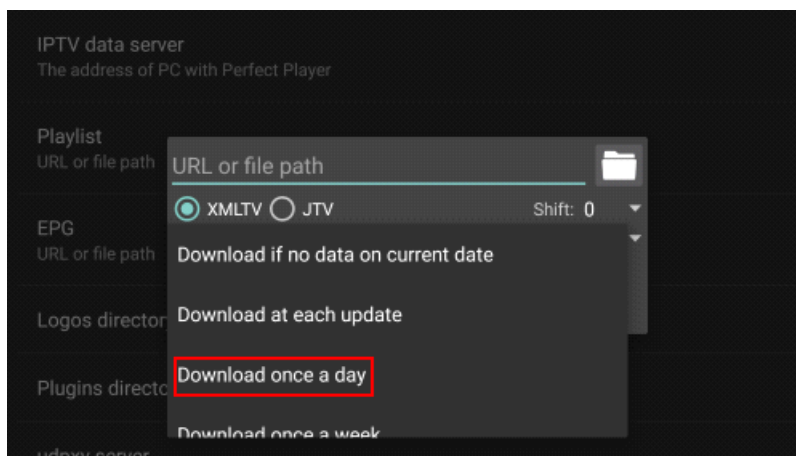 IPTV data server
The address of PC with Perfect Player
Playlist
URL or file path
URL or file path
XMLTV JTV Shift: 0
EPG
URL or file path
Download if no data on current date
Download at each update
Logos director
Download once a day
Plugins directo
Download once a week
udpxy server